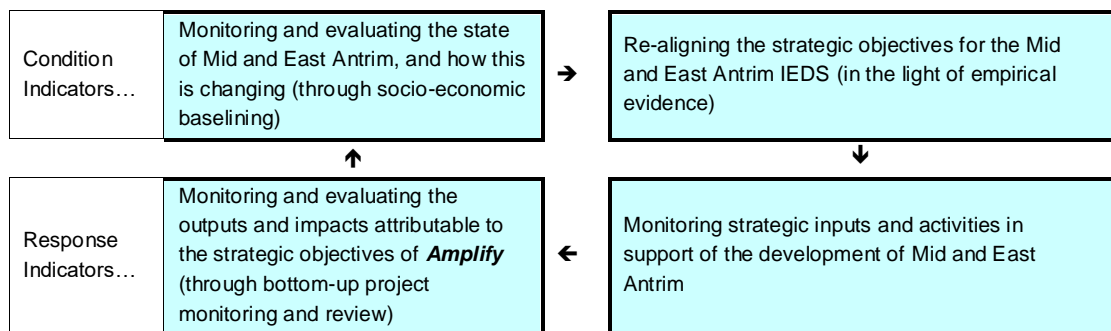 Condition
Indicators…
Monitoring and evaluating the state
of Mid and East Antrim, and how this
is changing (through socio-economic
baselining)
→
Re-aligning the strategic objectives for the Mid
and East Antrim IEDS (in the light of empirical
evidence)
↑
↓
Response
Indicators…
Monitoring and evaluating the
outputs and impacts attributable to
the strategic objectives of Amplify
(through bottom-up project
monitoring and review)
←
Monitoring strategic inputs and activities in
support of the development of Mid and East
Antrim